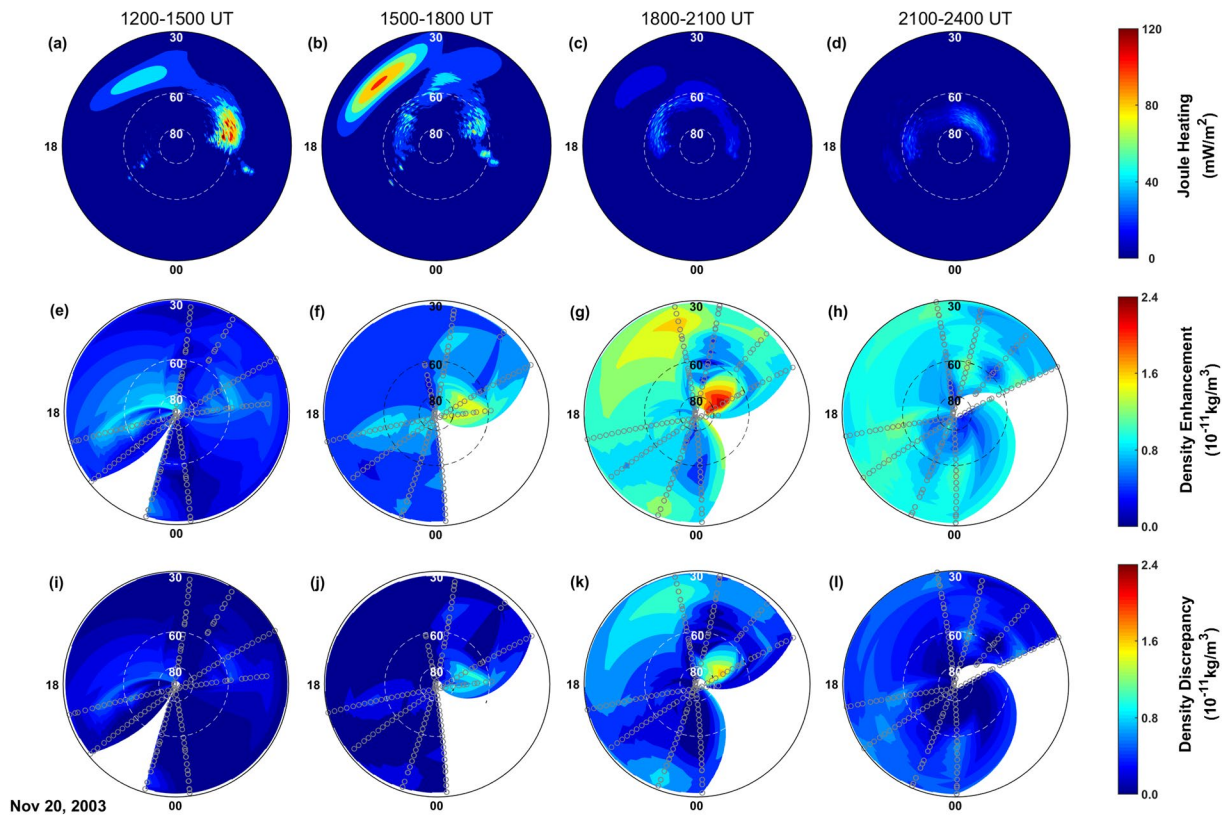 1200-1500 UT 1500-1800 UT 1800-2100 UT 2100-2400 UT
(a) (b) (c) (d)
30 30 30 30
60 60 60 60
80 80 80 80
18 18 18 18
00 00 00 00
120
80
40
0
Joule Heating
(mW/m²)
(e) (f) (g) (h)
30 30 30 30
60 60 60 60
80 80 80 80
18 18 18 18
00 00 00 00
2.4
1.6
0.8
0.0
Density Enhancement
(10⁻¹¹kg/m³)
(i) (j) (k) (l)
30 30 30 30
60 60 60 60
80 80 80 80
18 18 18 18
00 00 00 00
2.4
1.6
0.8
0.0
Density Discrepancy
(10⁻¹¹kg/m³)
Nov 20, 2003